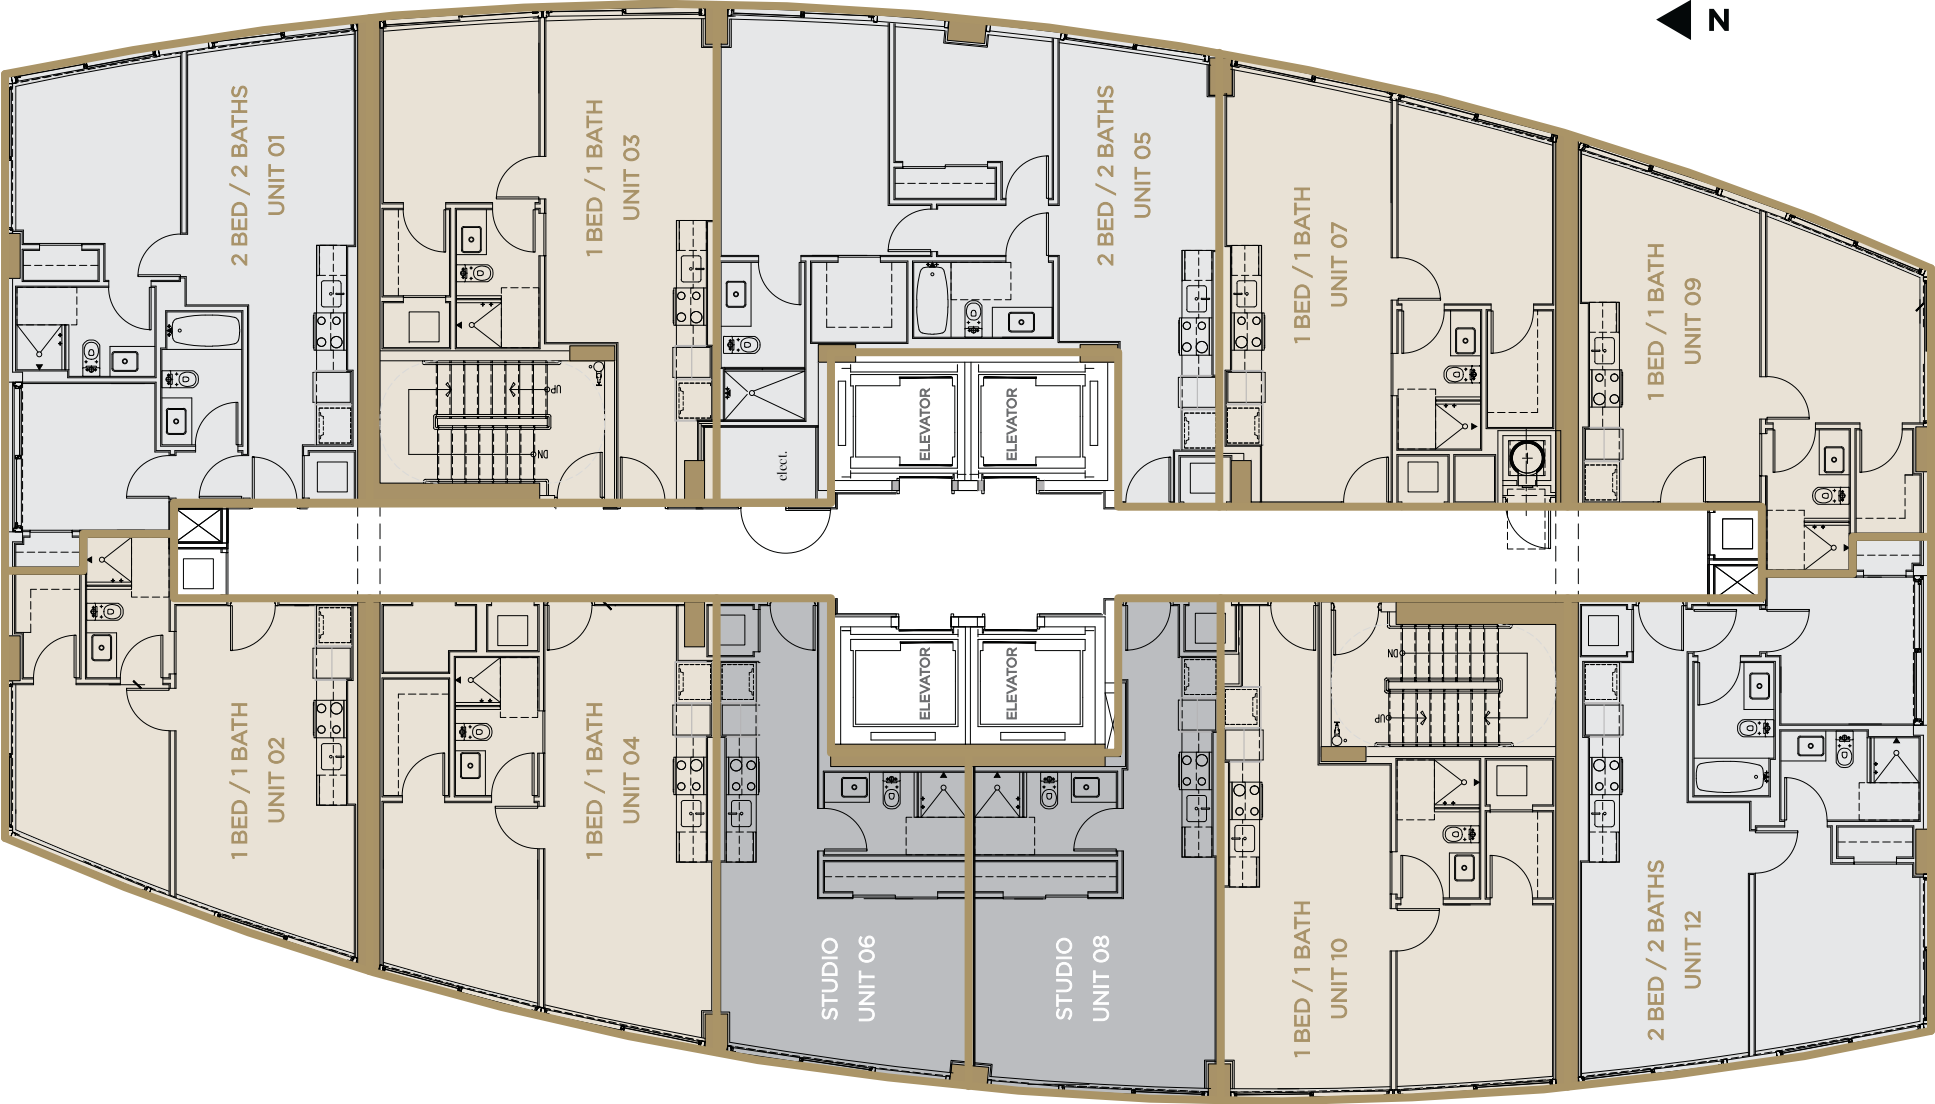 N
2 BED / 2 BATHS
UNIT 01
1 BED / 1 BATH
UNIT 03
2 BED / 2 BATHS
UNIT 05
1 BED / 1 BATH
UNIT 07
1 BED / 1 BATH
UNIT 09
UP
DN
elect.
ELEVATOR
ELEVATOR
ELEVATOR
ELEVATOR
DN
UP
1 BED / 1 BATH
UNIT 02
1 BED / 1 BATH
UNIT 04
STUDIO
UNIT 06
STUDIO
UNIT 08
1 BED / 1 BATH
UNIT 10
2 BED / 2 BATHS
UNIT 12